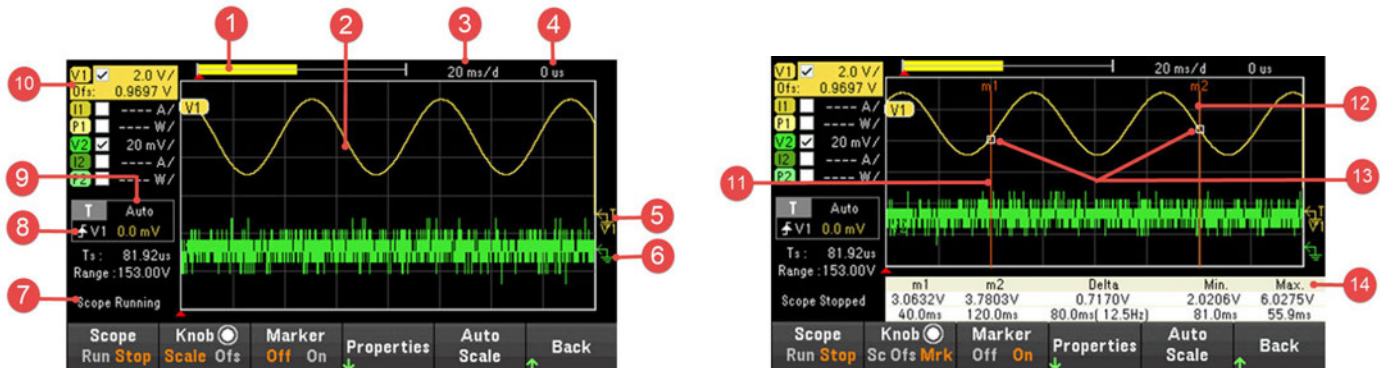 1
2
3
4
20 ms/d 0 us
10
V1 2.0 V/
Ofs: 0.9697 V
I1 ---- A/
P1 ---- W/
V2 20 mV/
I2 ---- A/
P2 ---- W/
V1
9
T Auto
8
V1 0.0 mV
T
1
5
6
Ts : 81.92us
Range :153.00V
7
Scope Running
Scope
Run Stop
Knob
Scale Ofs
Marker
Off On
Properties
Auto
Scale
Back
20 ms/d 0 us
V1 2.0 V/
Ofs: 0.9697 V
I1 ---- A/
P1 ---- W/
V2 20 mV/
I2 ---- A/
P2 ---- W/
m1
m2
V1
12
11
13
T Auto
V1 0.0 mV
T
1
Ts : 81.92us
Range :153.00V
14
Scope Stopped
m1 m2 Delta Min. Max.
3.0632V 3.7803V 0.7170V 2.0206V 6.0275V
40.0ms 120.0ms 80.0ms( 12.5Hz) 81.0ms 55.9ms
Scope
Run Stop
Knob
Sc Ofs Mrk
Marker
Off On
Properties
Auto
Scale
Back